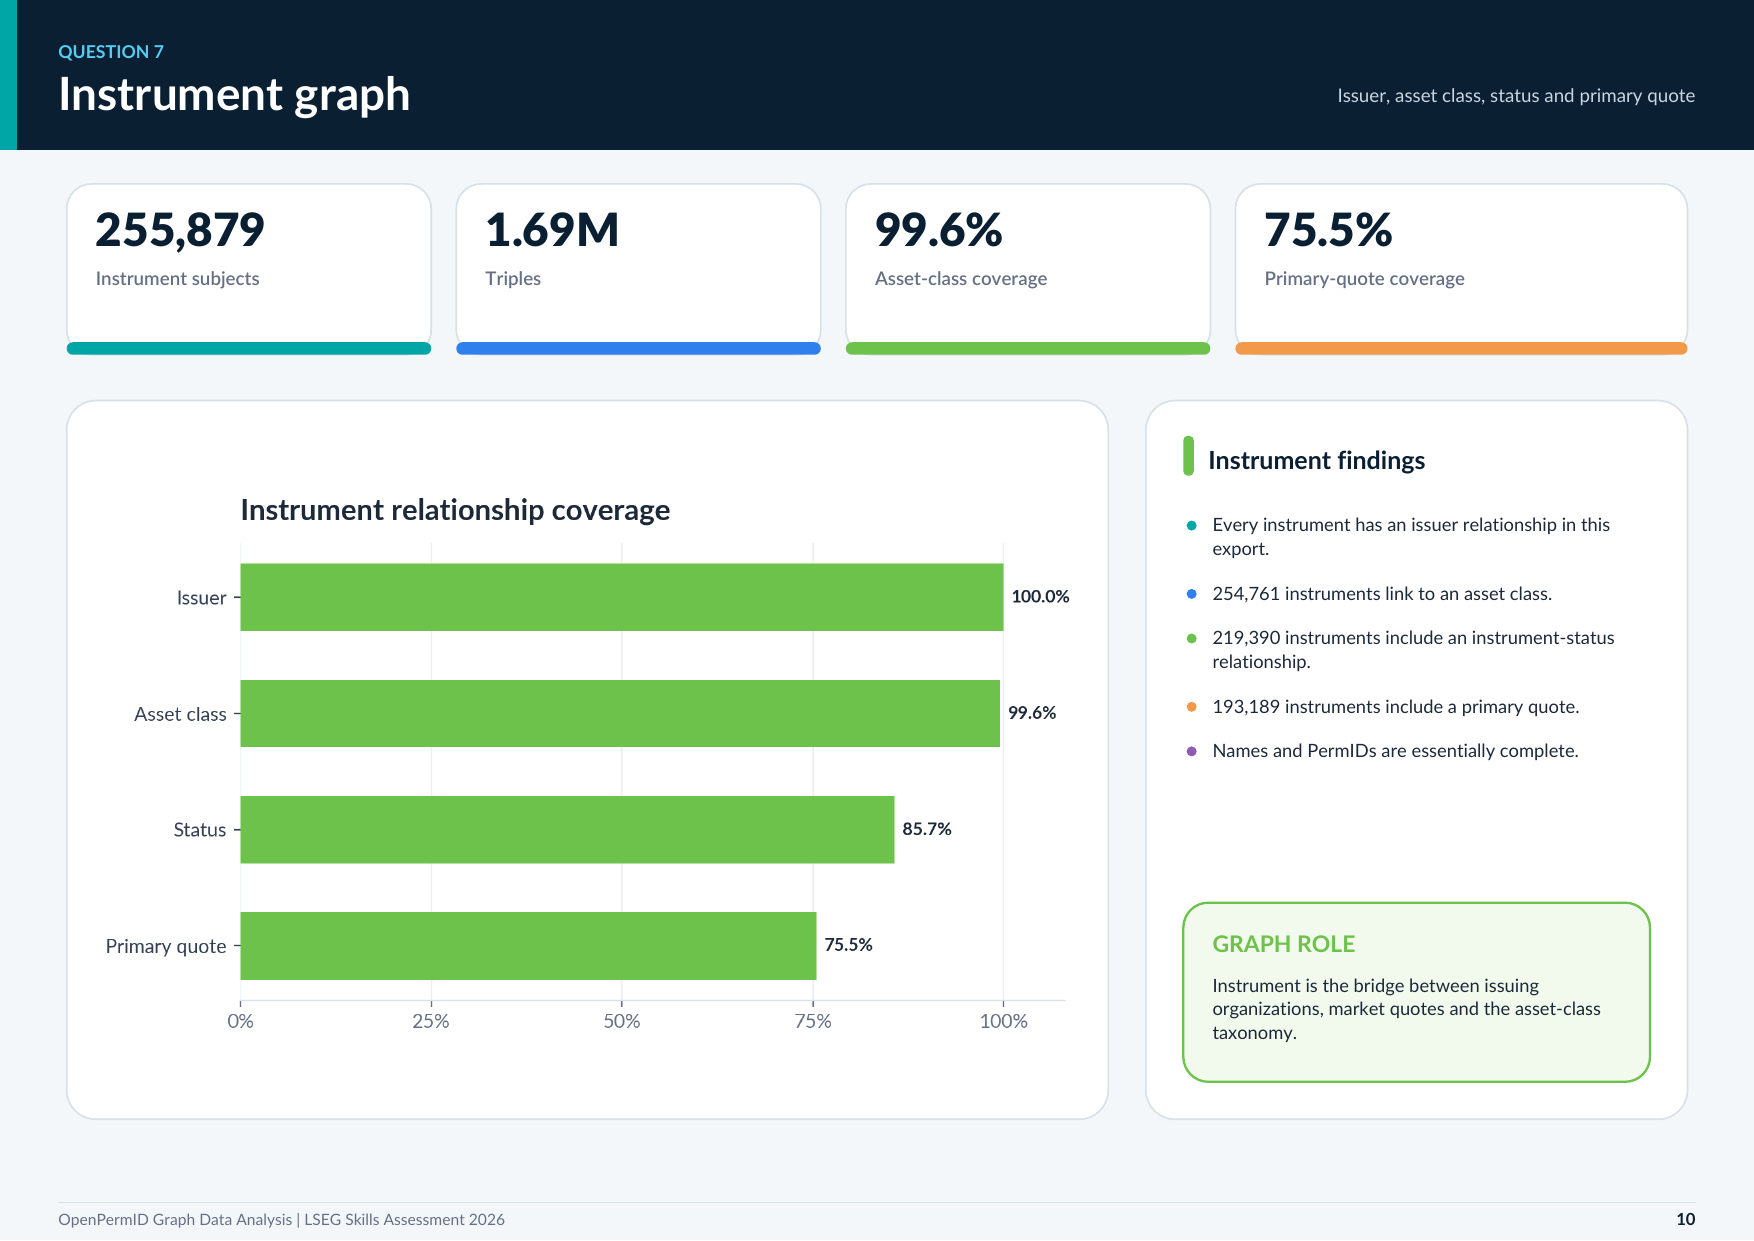 QUESTION 7
Instrument graph
Issuer, asset class, status and primary quote
255,879
Instrument subjects
1.69M
Triples
99.6%
Asset-class coverage
75.5%
Primary-quote coverage
Instrument relationship coverage
Issuer
100.0%
Asset class
99.6%
Status
85.7%
Primary quote
75.5%
0%
25%
50%
75%
100%
Instrument findings
Every instrument has an issuer relationship in this
export.
254,761 instruments link to an asset class.
219,390 instruments include an instrument-status
relationship.
193,189 instruments include a primary quote.
Names and PermIDs are essentially complete.
GRAPH ROLE
Instrument is the bridge between issuing
organizations, market quotes and the asset-class
taxonomy.
OpenPermID Graph Data Analysis | LSEG Skills Assessment 2026
10